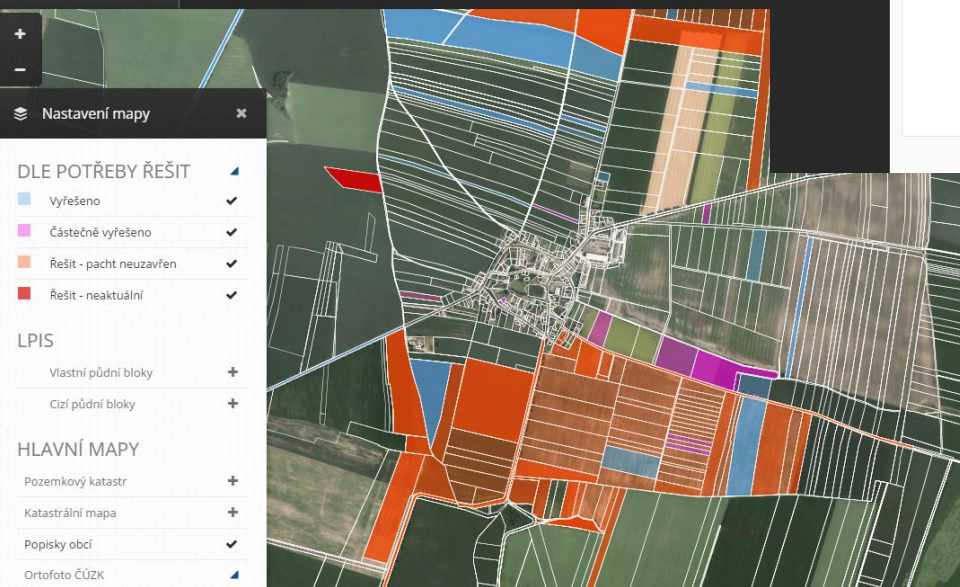 Nastavení mapy
DLE POTŘEBY ŘEŠIT
Vyřešeno
Částečně vyřešeno
Řešit - pacht neuzavřen
Řešit - neaktuální
LPIS
Vlastní půdní bloky
Cizí půdní bloky
HLAVNÍ MAPY
Pozemkový katastr
Katastrální mapa
Popisky obcí
Ortofoto ČÚZK